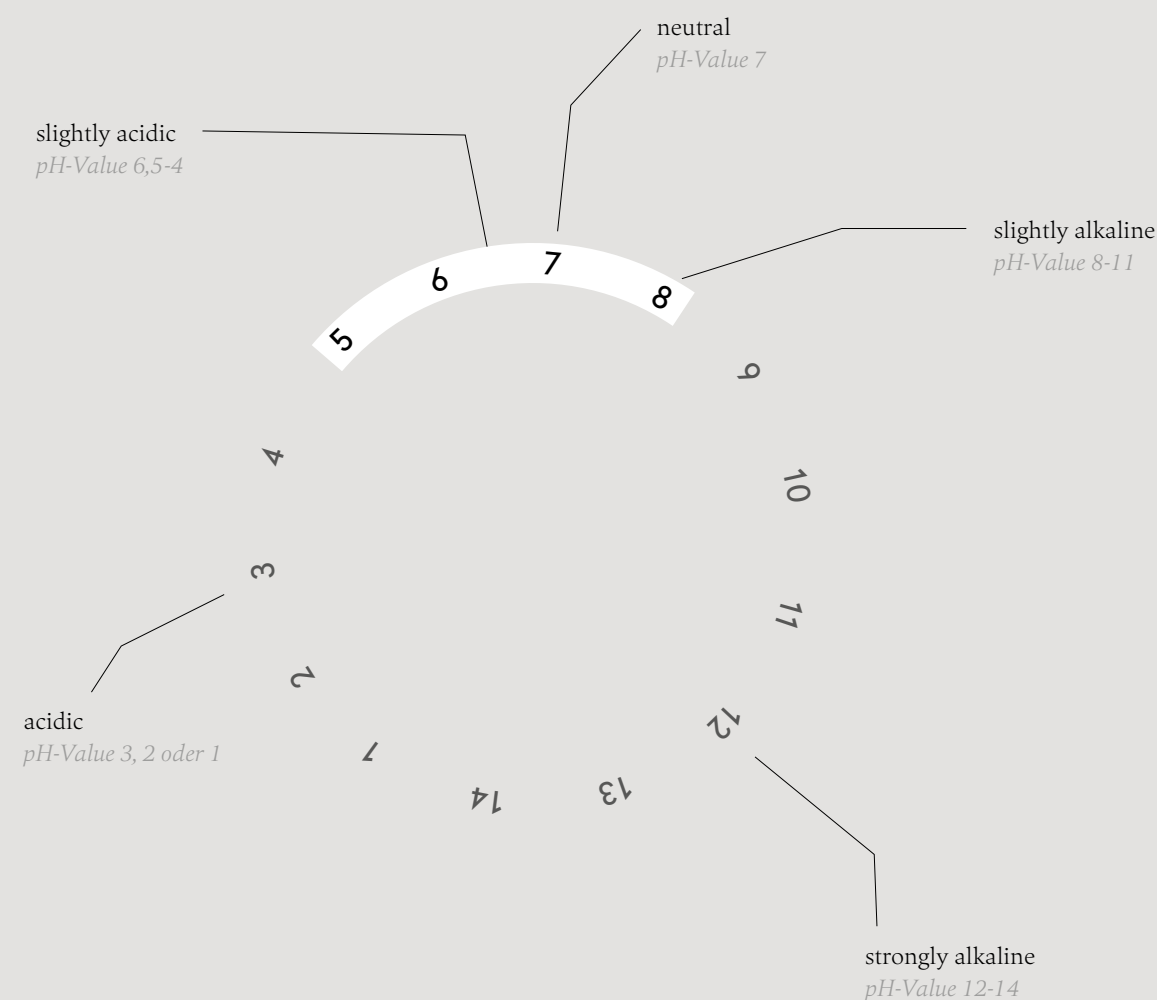 neutral
pH-Value 7
slightly acidic
pH-Value 6,5-4
slightly alkaline
pH-Value 8-11
5
6
7
8
9
10
11
12
13
14
1
2
3
4
acidic
pH-Value 3, 2 oder 1
strongly alkaline
pH-Value 12-14